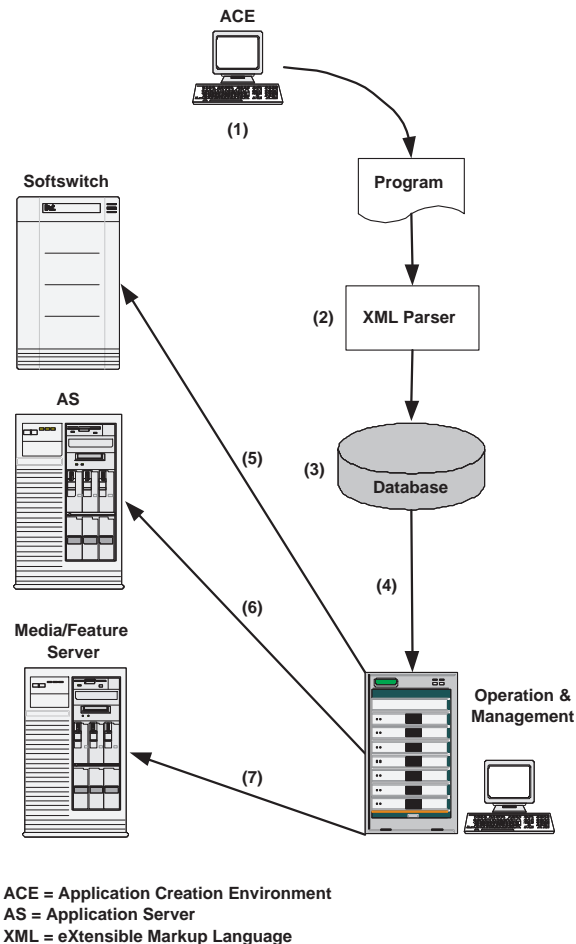 ACE
(1)
Program
Softswitch
(2)
XML Parser
AS
(5)
(3)
Database
(4)
(6)
Media/Feature
Server
Operation &
Management
(7)
ACE = Application Creation Environment
AS = Application Server
XML = eXtensible Markup Language